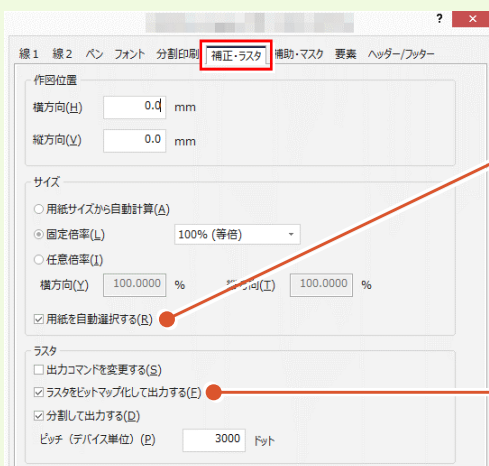 ? ×
線1 線2 ペン フォント 分割印刷 補正・ラスタ 補助・マスク 要素 ヘッダー/フッター
作図位置
横方向(H) 0.0 mm
縦方向(V) 0.0 mm
サイズ
用紙サイズから自動計算(A)
固定倍率(L) 100% (等倍)
任意倍率(I)
横方向(Y) 100.0000 % 方向(T) 100.0000 %
用紙を自動選択する(R)
ラスタ
出力コマンドを変更する(S)
ラスタをビットマップ化して出力する(F)
分割して出力する(D)
ピッチ (デバイス単位) (P) 3000 ドット